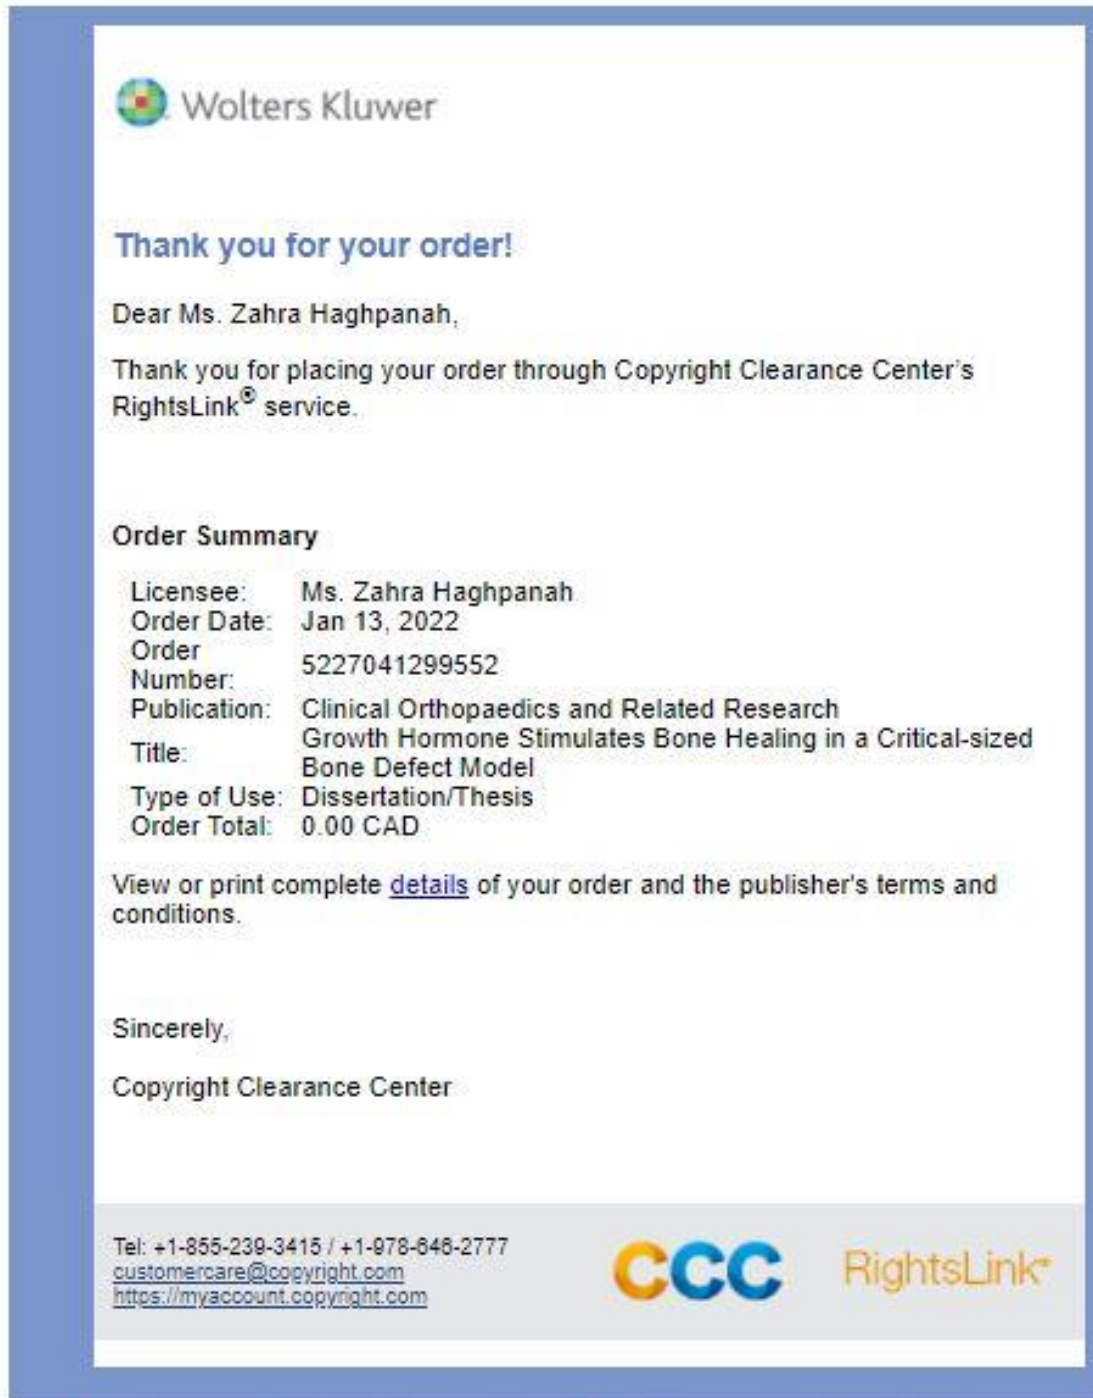 Wolters Kluwer
Thank you for your order!
Dear Ms. Zahra Haghpanah,
Thank you for placing your order through Copyright Clearance Center's
RightsLink® service.
Order Summary
Licensee: Ms. Zahra Haghpanah
Order Date: Jan 13, 2022
Order
Number: 5227041299552
Publication: Clinical Orthopaedics and Related Research
Title: Growth Hormone Stimulates Bone Healing in a Critical-sized
Bone Defect Model
Type of Use: Dissertation/Thesis
Order Total: 0.00 CAD
View or print complete details of your order and the publisher's terms and
conditions.
Sincerely,
Copyright Clearance Center
Tel: +1-855-239-3415 / +1-978-646-2777
customercare@copyright.com
https://myaccount.copyright.com
CCC RightsLink®